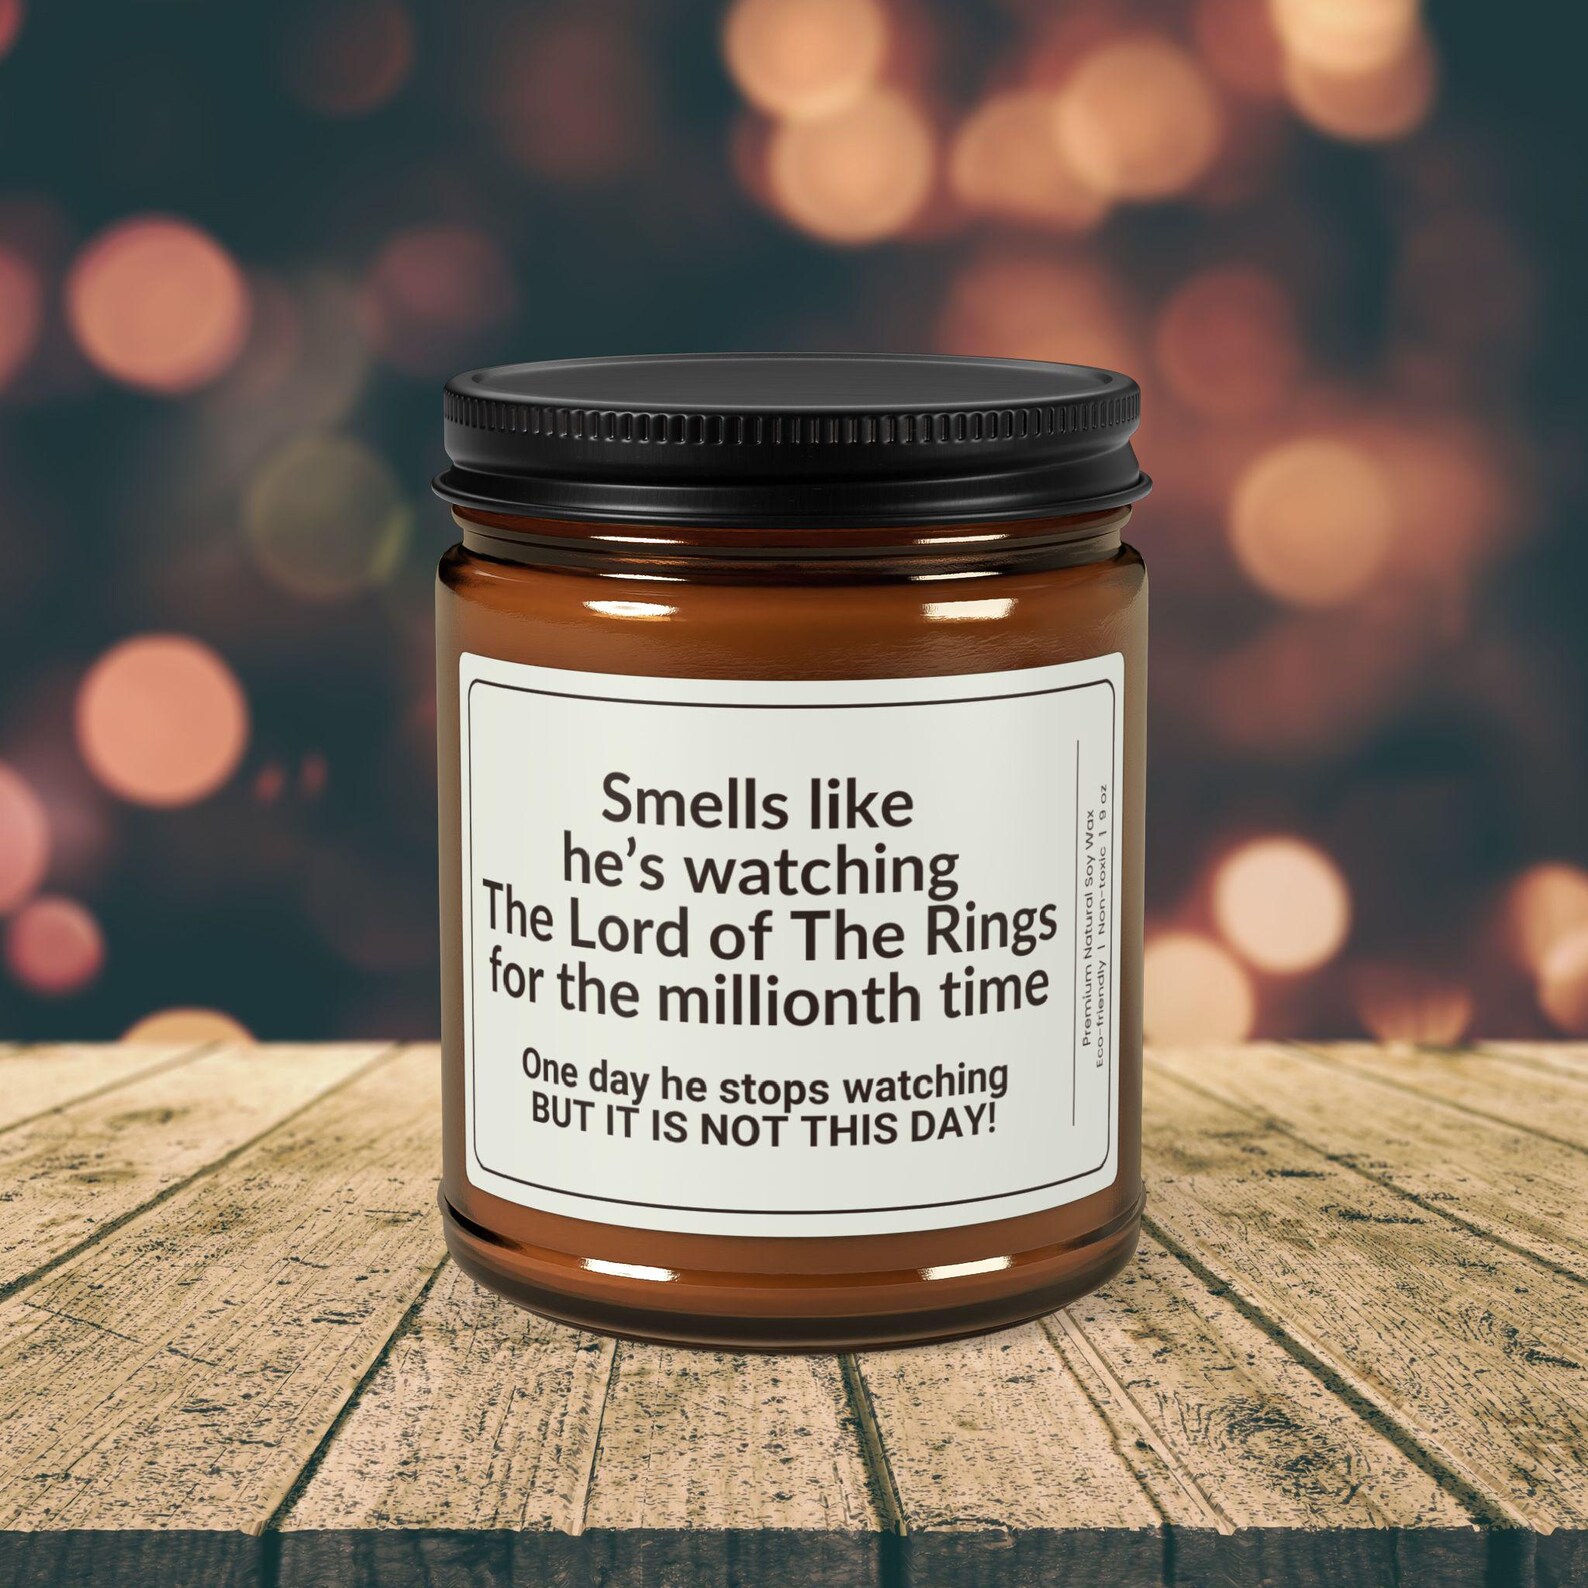 Smells like
he’s watching
The Lord of The Rings
for the millionth time
One day he stops watching
BUT IT IS NOT THIS DAY!
Premium Natural Soy Wax
Eco-friendly | Non-toxic | 9 oz